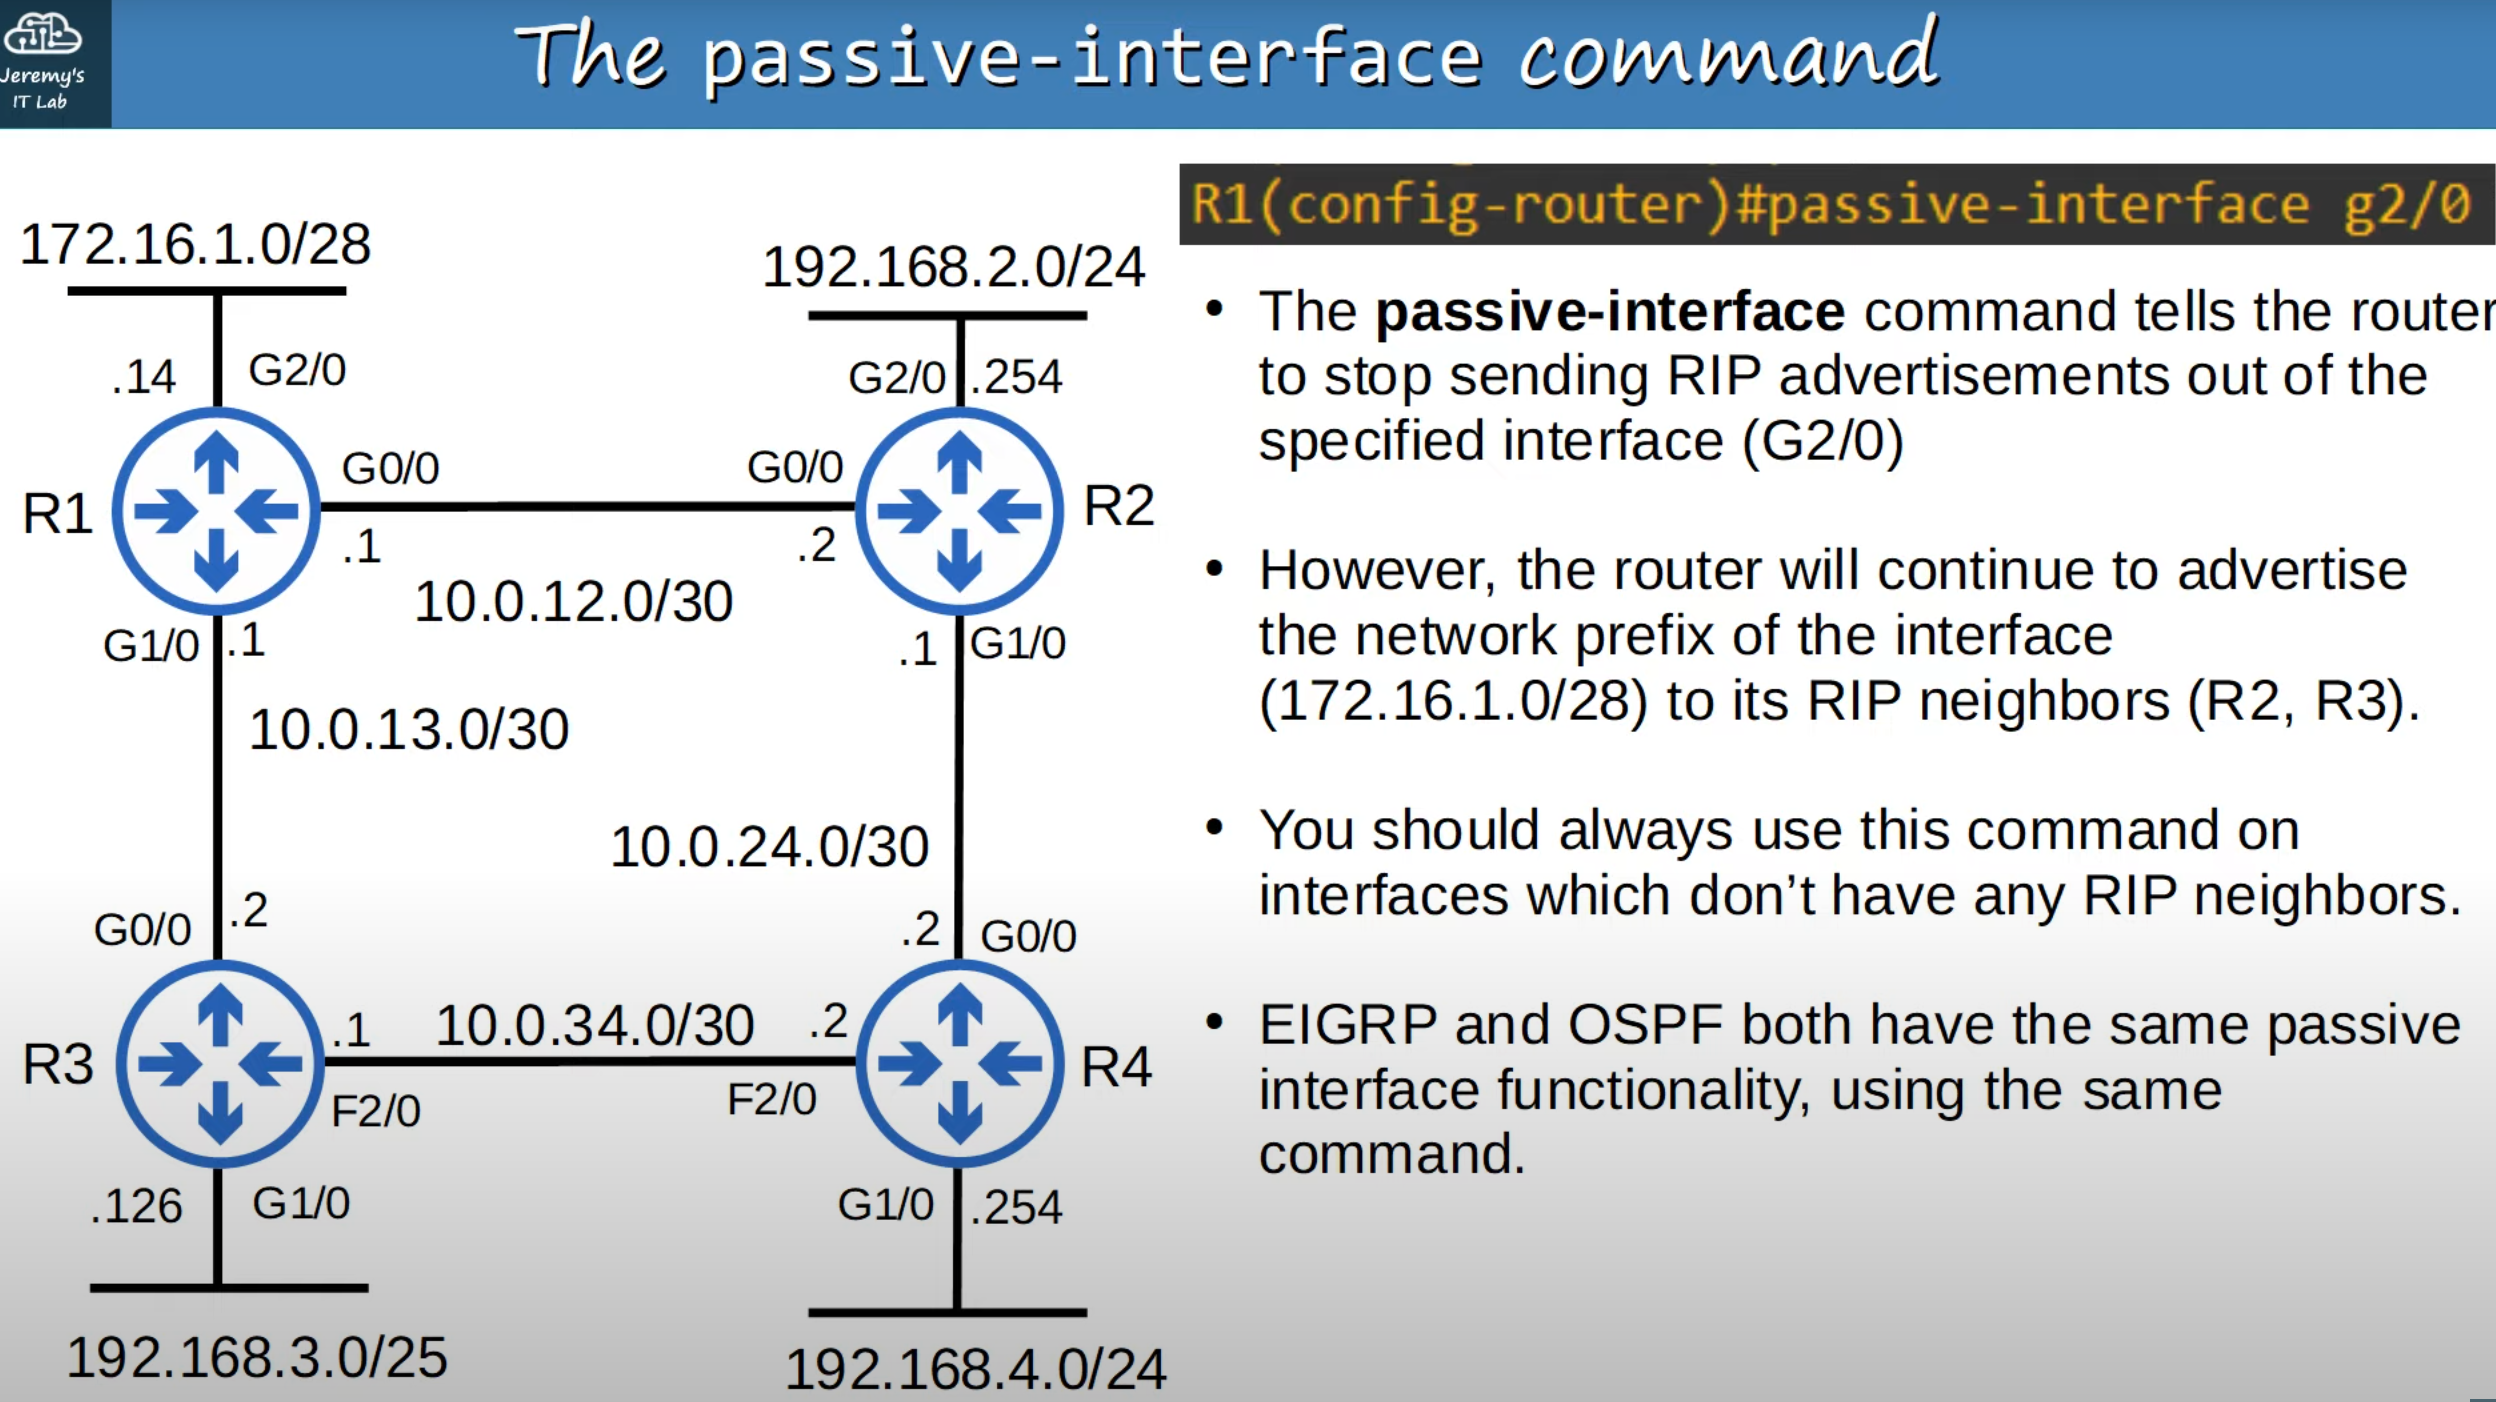 Jeremy's
IT Lab
The passive-interface command
R1(config-router)#passive-interface g2/0
• The passive-interface command tells the router
to stop sending RIP advertisements out of the
specified interface (G2/0)
• However, the router will continue to advertise
the network prefix of the interface
(172.16.1.0/28) to its RIP neighbors (R2, R3).
• You should always use this command on
interfaces which don’t have any RIP neighbors.
• EIGRP and OSPF both have the same passive
interface functionality, using the same
command.
172.16.1.0/28
192.168.2.0/24
.14
G2/0
G2/0
.254
R1
G0/0
G0/0
R2
.1
.2
10.0.12.0/30
G1/0
.1
.1
G1/0
10.0.13.0/30
10.0.24.0/30
G0/0
.2
.2
G0/0
R3
.1
10.0.34.0/30
.2
R4
F2/0
F2/0
.126
G1/0
G1/0
.254
192.168.3.0/25
192.168.4.0/24